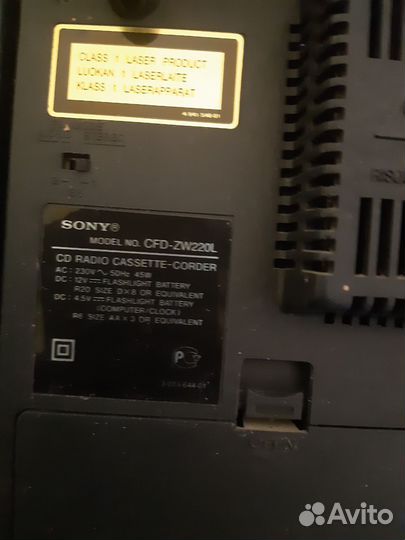 CLASS 1 LASER PRODUCT
LUOKAN 1 LASERLAITE
KLASS 1 LASERAPPARAT
SONY®
MODEL NO. CFD-ZW220L
CD RADIO CASSETTE-CORDER
AC : 230V ~ 50Hz 45W
DC : 12V FLASHLIGHT BATTERY
R20 SIZE D×8 OR EQUIVALENT
DC : 4.5V FLASHLIGHT BATTERY
(COMPUTER/CLOCK)
R6 SIZE AA × 3 OR EQUIVALENT
Avito